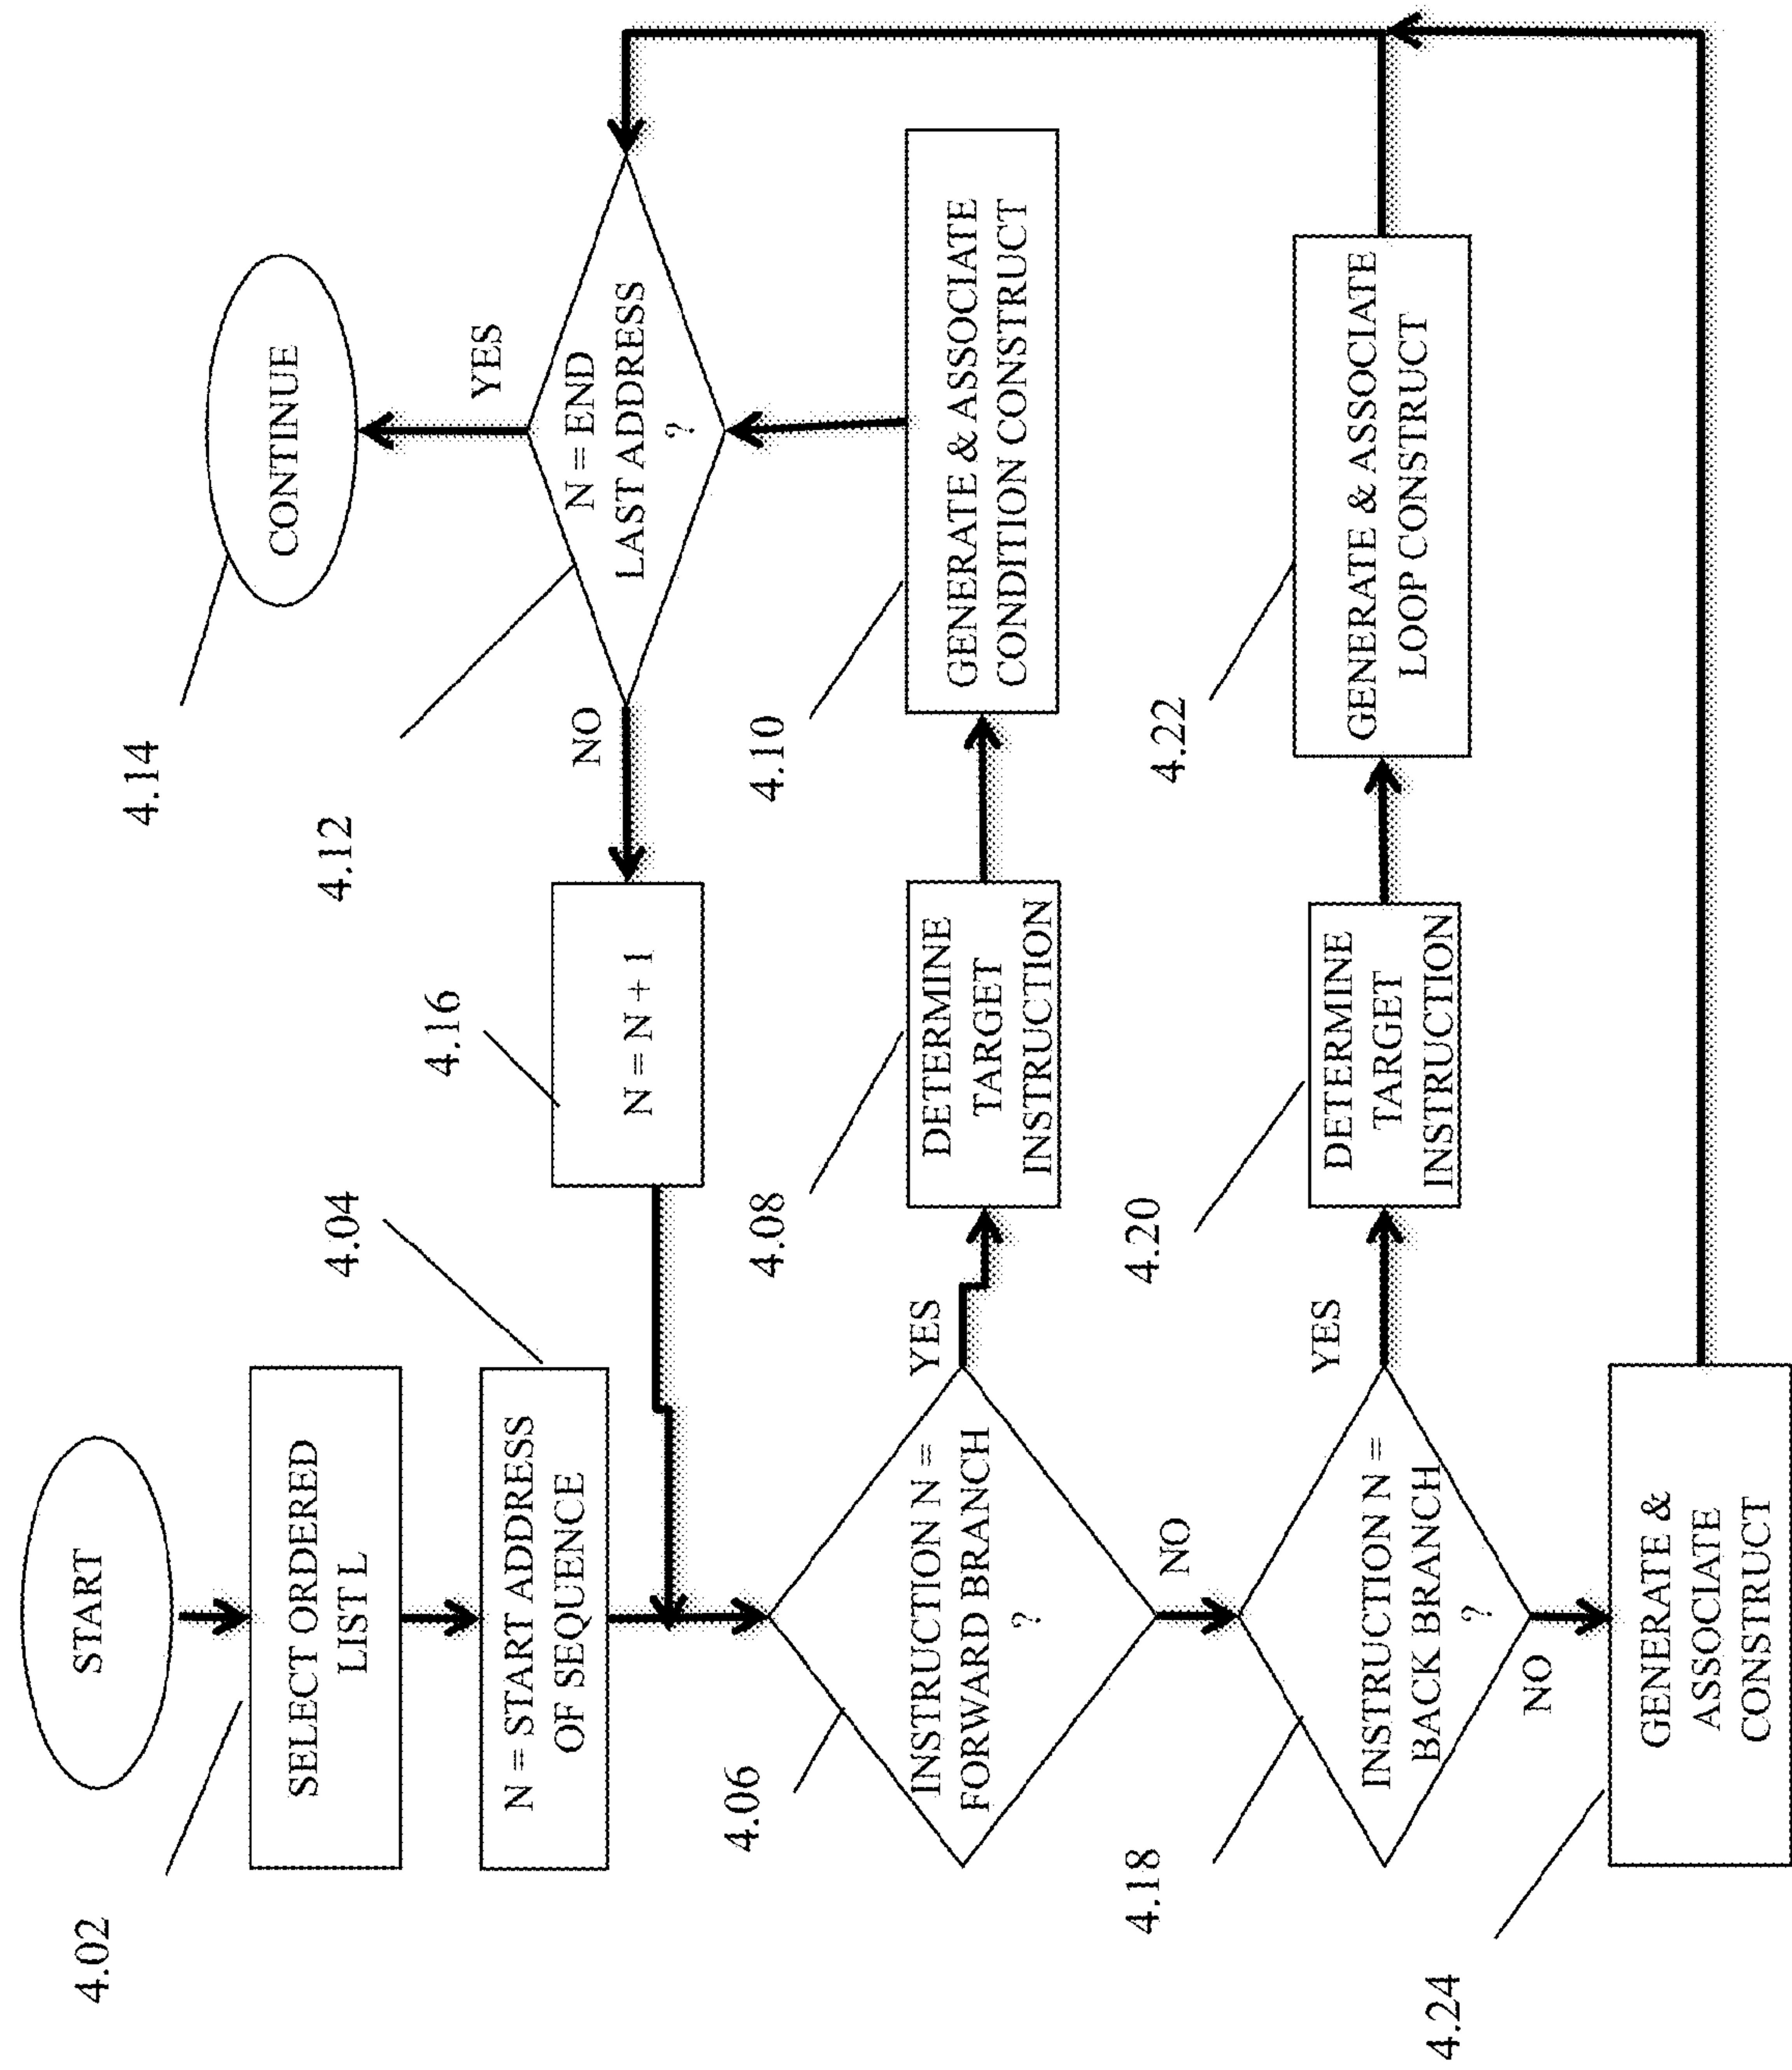 START
4.02
SELECT ORDERED
LIST L
4.04
N = START ADDRESS
OF SEQUENCE
4.06
INSTRUCTION N =
FORWARD BRANCH
?
YES
NO
4.08
DETERMINE
TARGET
INSTRUCTION
4.10
GENERATE & ASSOCIATE
CONDITION CONSTRUCT
4.12
N = END
LAST ADDRESS
?
YES
NO
4.14
CONTINUE
4.16
N = N + 1
4.18
INSTRUCTION N =
BACK BRANCH
?
YES
NO
4.20
DETERMINE
TARGET
INSTRUCTION
4.22
GENERATE & ASSOCIATE
LOOP CONSTRUCT
4.24
GENERATE &
ASSOCIATE
CONSTRUCT